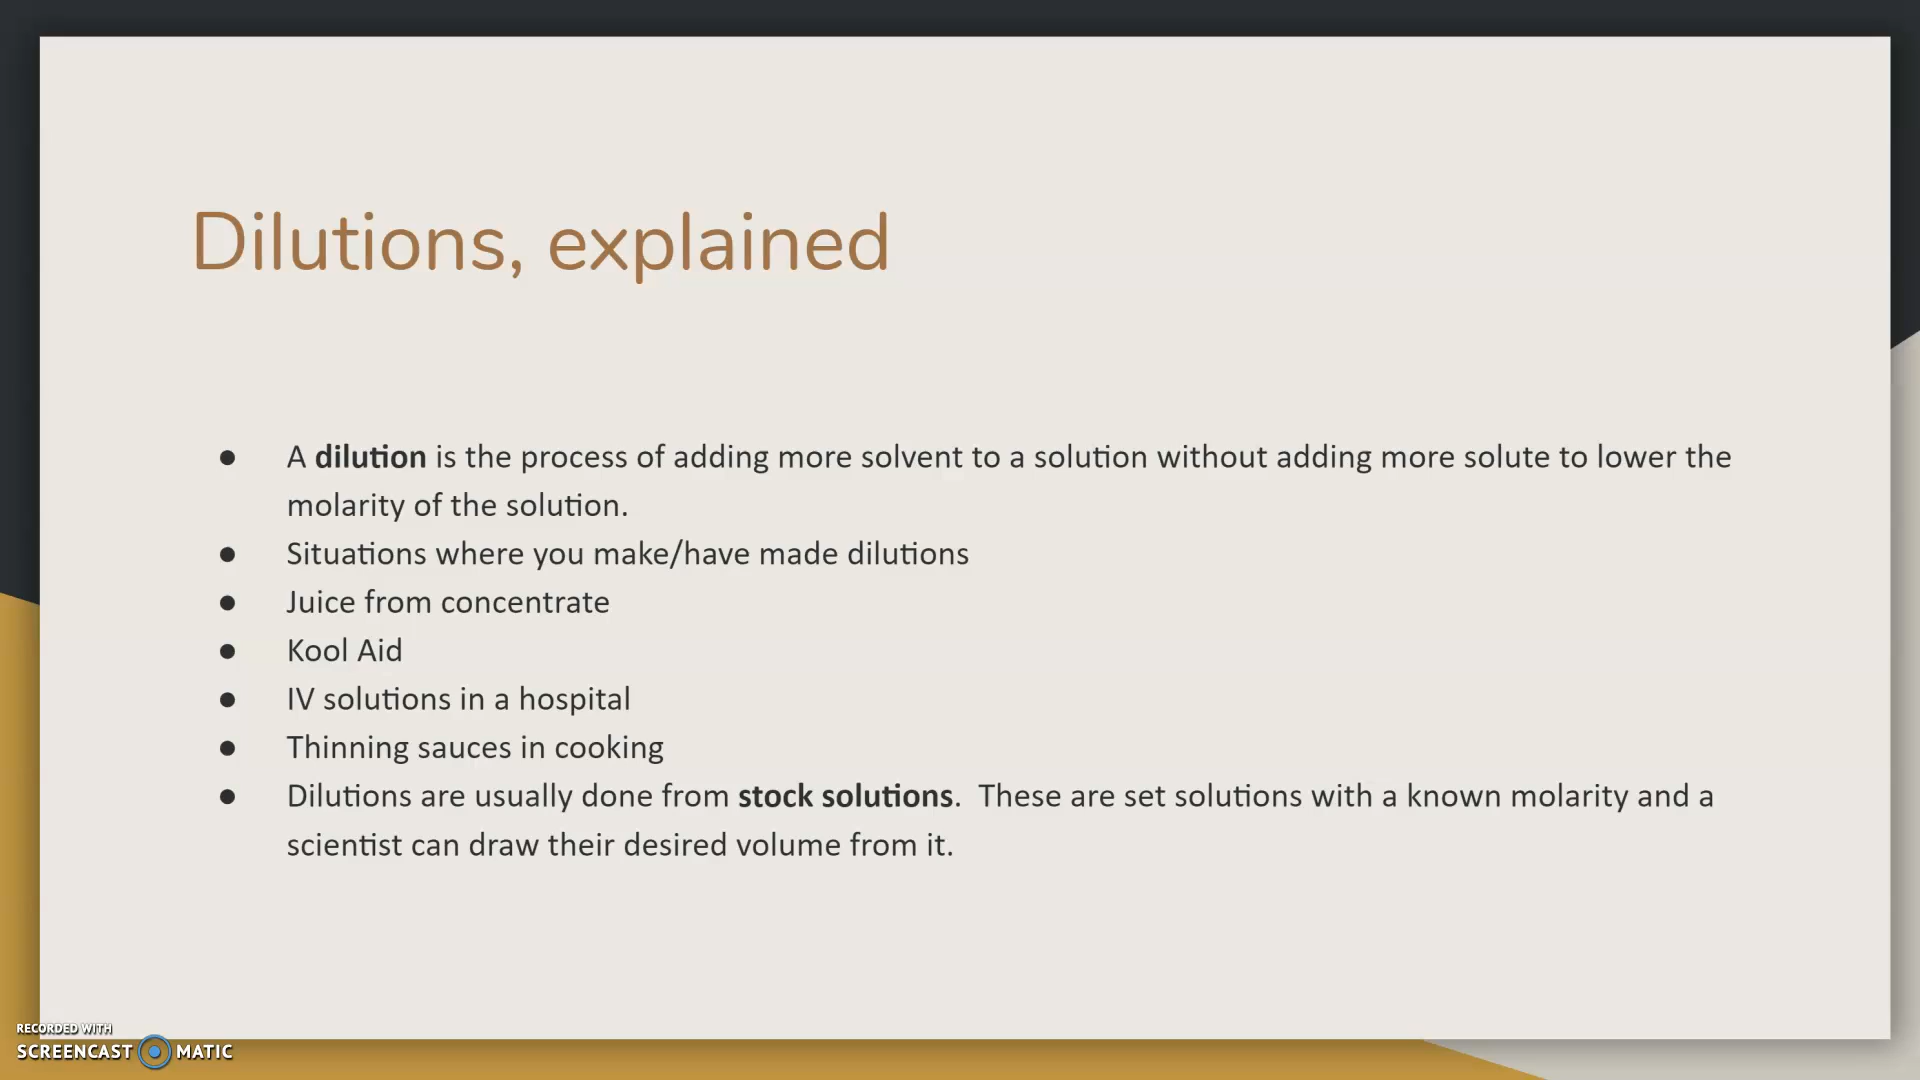 Dilutions, explained
● A dilution is the process of adding more solvent to a solution without adding more solute to lower the
molarity of the solution.
● Situations where you make/have made dilutions
● Juice from concentrate
● Kool Aid
● IV solutions in a hospital
● Thinning sauces in cooking
● Dilutions are usually done from stock solutions.  These are set solutions with a known molarity and a
scientist can draw their desired volume from it.
RECORDED WITH
SCREENCAST MATIC